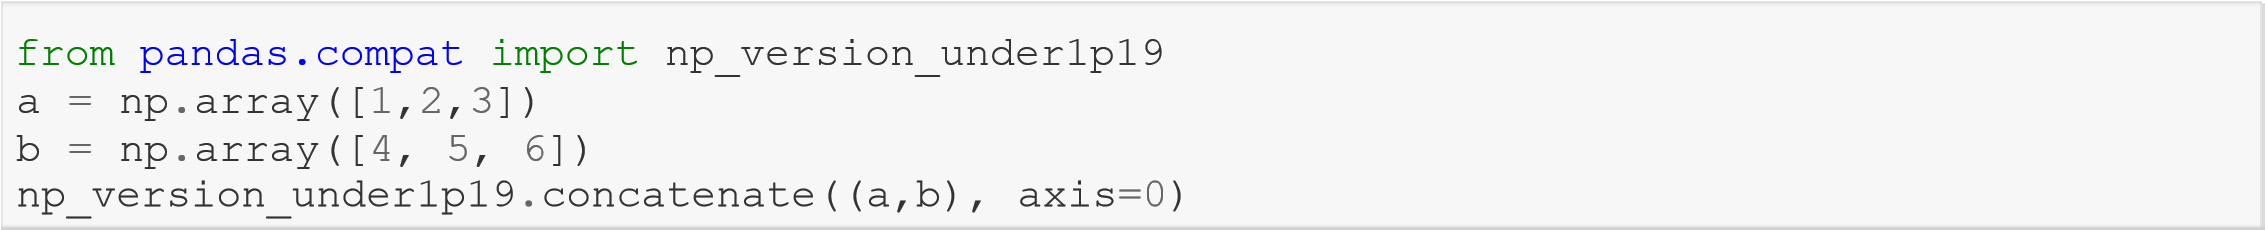 from pandas.compat import np_version_under1p19
a = np.array([1,2,3])
b = np.array([4, 5, 6])
np_version_under1p19.concatenate((a,b), axis=0)